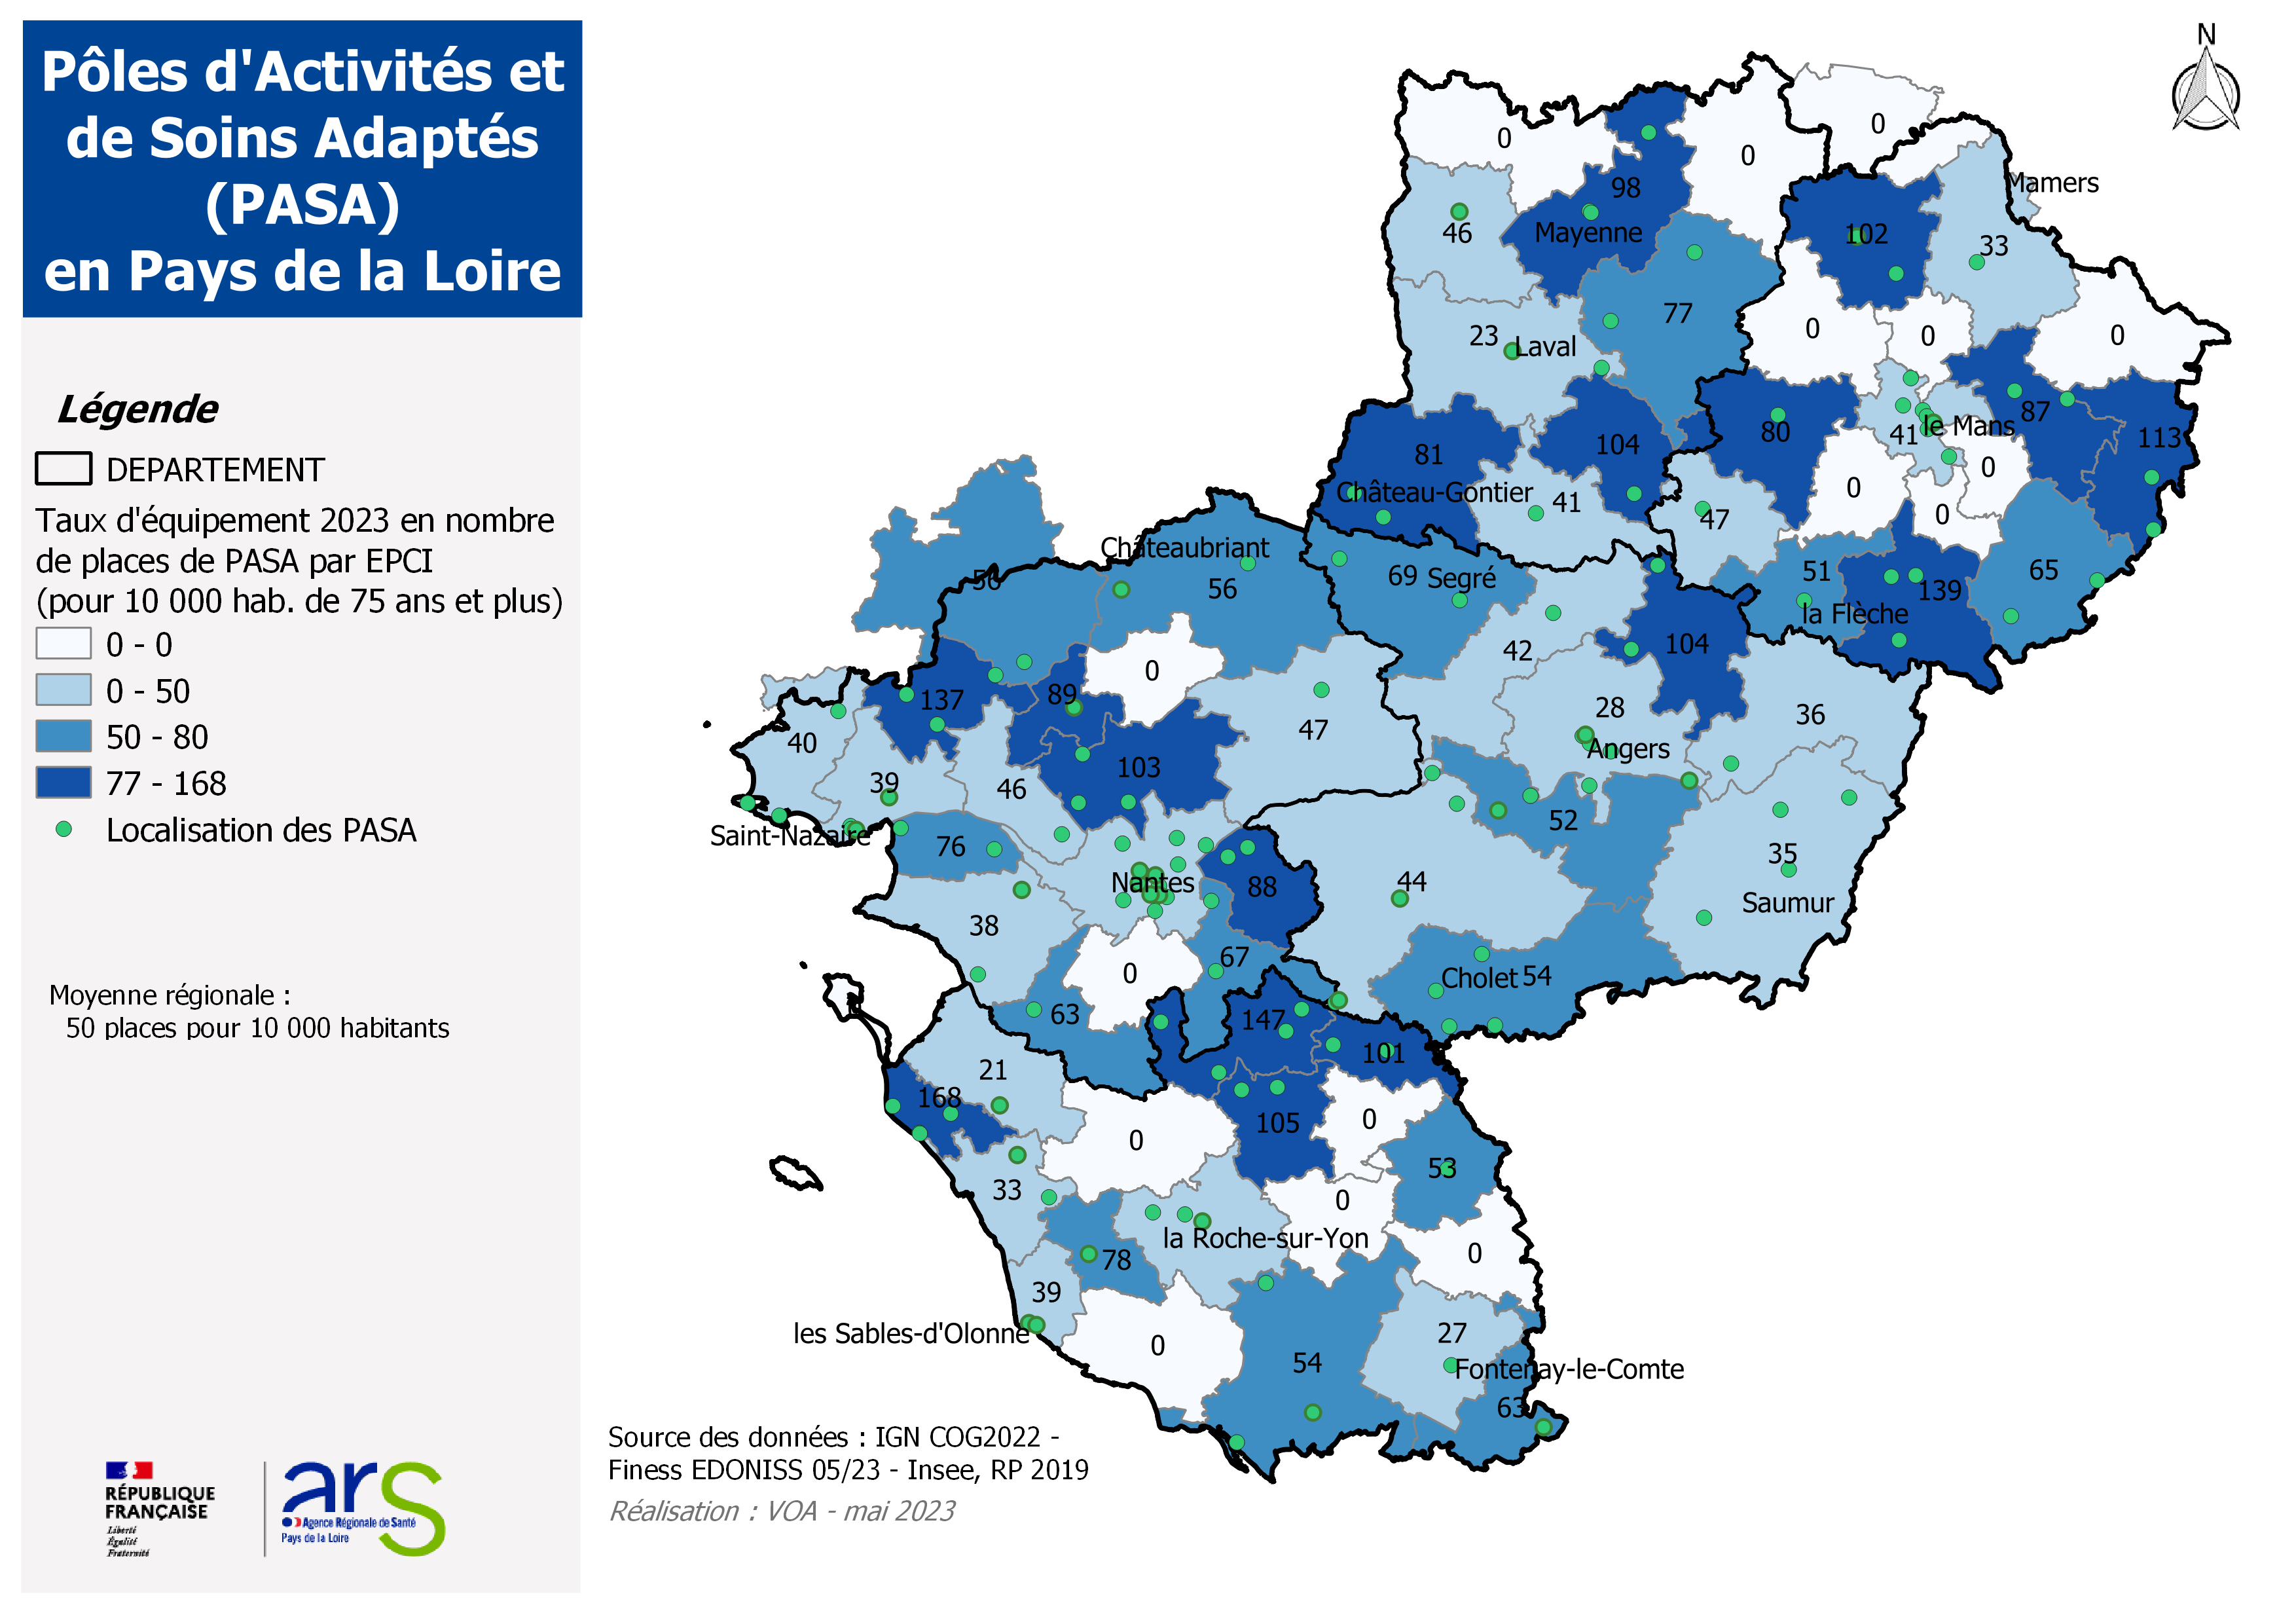 Pôles d'Activités et
de Soins Adaptés
(PASA)
en Pays de la Loire
Légende
DEPARTEMENT
Taux d'équipement 2023 en nombre
de places de PASA par EPCI
(pour 10 000 hab. de 75 ans et plus)
0 - 0
0 - 50
50 - 80
77 - 168
Localisation des PASA
Moyenne régionale :
50 places pour 10 000 habitants
RÉPUBLIQUE
FRANÇAISE
Liberté
Égalité
Fraternité
ars
Agence Régionale de Santé
Pays de la Loire
N
0
0
0
98
Mamers
46
Mayenne
102
33
77
0
0
0
23
Laval
87
80
41
le Mans
113
81
104
0
0
Château-Gontier
41
47
0
Châteaubriant
56
56
69
Segré
51
139
65
la Flèche
42
104
0
89
137
28
36
47
40
Angers
103
39
46
52
Saint-Nazaire
76
35
Nantes
88
44
Saumur
38
67
0
Cholet
54
63
147
101
21
168
105
0
0
53
33
0
la Roche-sur-Yon
0
78
39
les Sables-d'Olonne
0
27
54
Fontenay-le-Comte
63
Source des données : IGN COG2022 -
Finess EDONISS 05/23 - Insee, RP 2019
Réalisation : VOA - mai 2023